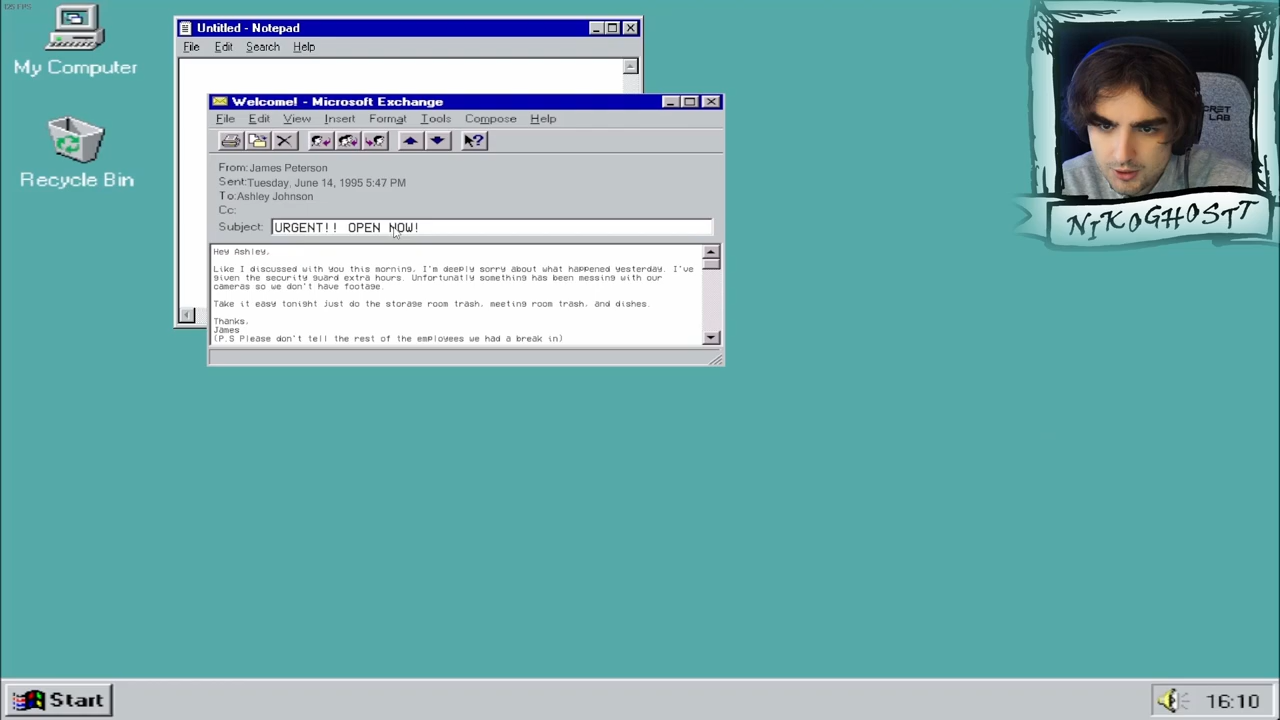 125 FPS
My Computer
Recycle Bin
Untitled - Notepad
File Edit Search Help
Welcome! - Microsoft Exchange
File Edit View Insert Format Tools Compose Help
From:James Peterson
Sent:Tuesday, June 14, 1995 5:47 PM
To:Ashley Johnson
Cc:
Subject: URGENT!! OPEN NOW!
Hey Ashley,
Like I discussed with you this morning, I'm deeply sorry about what happened yesterday. I've
given the security guard extra hours. Unfortunatly something has been messing with our
cameras so we don't have footage.
Take it easy tonight just do the storage room trash, meeting room trash, and dishes.
Thanks,
James
(P.S Please don't tell the rest of the employees we had a break in)
CRET
LAB
NIKOGHOSTT
Start
16:10